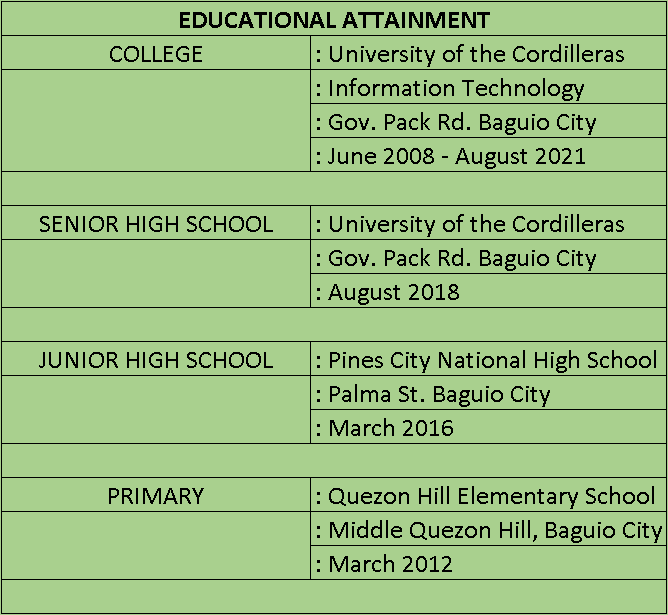 EDUCATIONAL ATTAINMENT
COLLEGE : University of the Cordilleras
: Information Technology
: Gov. Pack Rd. Baguio City
: June 2008 - August 2021
SENIOR HIGH SCHOOL : University of the Cordilleras
: Gov. Pack Rd. Baguio City
: August 2018
JUNIOR HIGH SCHOOL : Pines City National High School
: Palma St. Baguio City
: March 2016
PRIMARY : Quezon Hill Elementary School
: Middle Quezon Hill, Baguio City
: March 2012